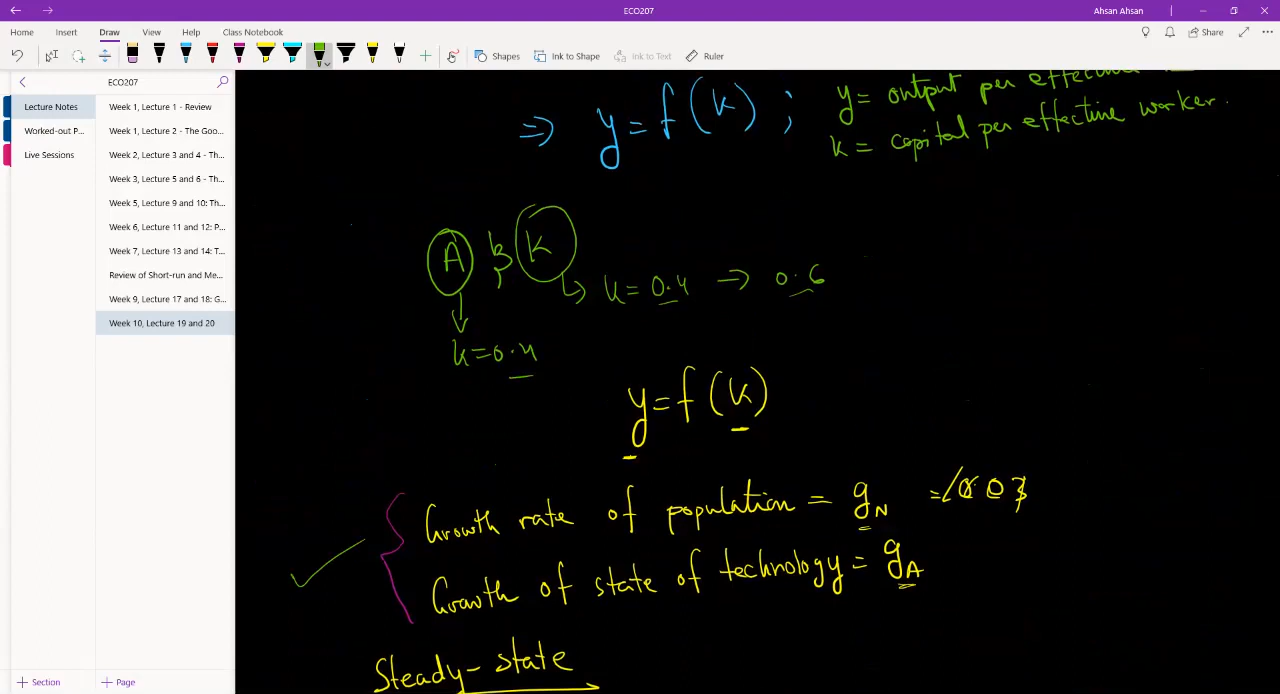 ECO207
Ahsan Ahsan
Home Insert Draw View Help Class Notebook
Share
Shapes Ink to Shape Ink to Text Ruler
ECO207
Lecture Notes
Worked-out P...
Live Sessions
Week 1, Lecture 1 - Review
Week 1, Lecture 2 - The Goo...
Week 2, Lecture 3 and 4 - Th...
Week 3, Lecture 5 and 6 - Th...
Week 5, Lecture 9 and 10: Th...
Week 6, Lecture 11 and 12: P...
Week 7, Lecture 13 and 14: T...
Review of Short-run and Me...
Week 9, Lecture 17 and 18: G...
Week 10, Lecture 19 and 20
+ Section
+ Page
⇒ y = f(k) ;
y = output per effective
k = capital per effective worker.
A & K
k = 0.4 → 0.6
k = 0.4
y = f(k)
Growth rate of population = gN
Growth of state of technology = gA
Steady-state